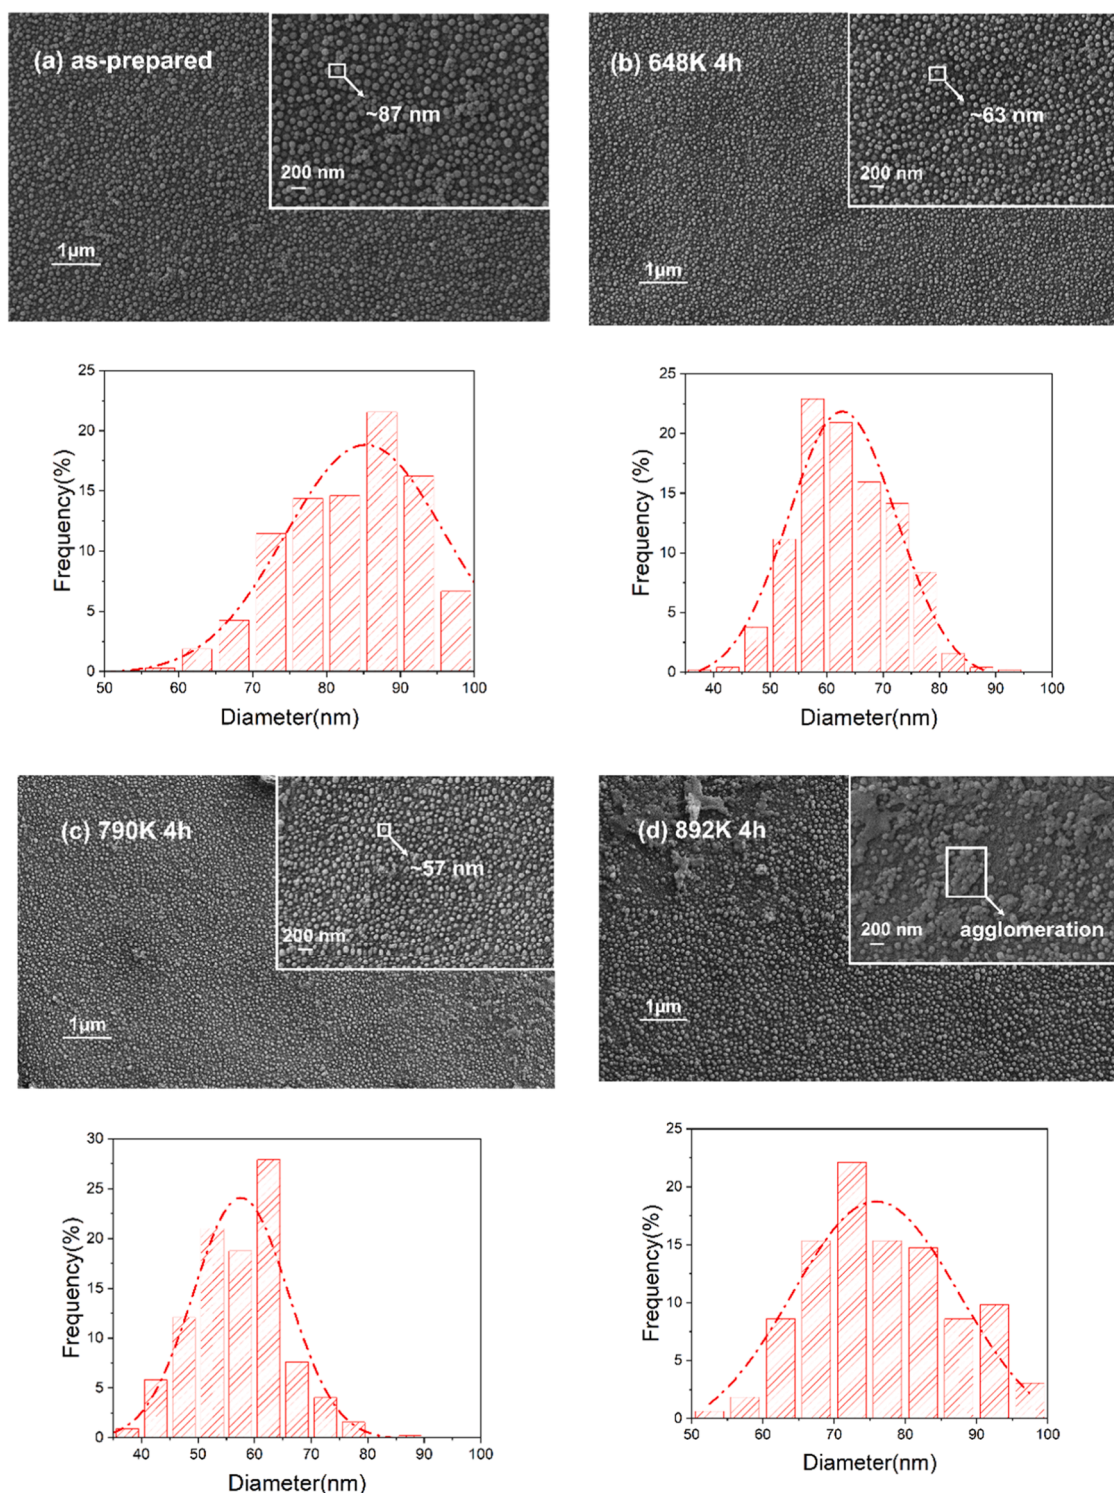 (a) as-prepared
~87 nm
200 nm
1μm
(b) 648K 4h
~63 nm
200 nm
1μm
25
20
15
10
5
0
Frequency(%)
50 60 70 80 90 100
Diameter(nm)
25
20
15
10
5
0
Frequency (%)
40 50 60 70 80 90 100
Diameter(nm)
(c) 790K 4h
~57 nm
200 nm
1μm
(d) 892K 4h
200 nm
agglomeration
1μm
30
25
20
15
10
5
0
Frequency(%)
40 50 60 70 80 90 100
Diameter(nm)
25
20
15
10
5
0
Frequency(%)
50 60 70 80 90 100
Diameter(nm)